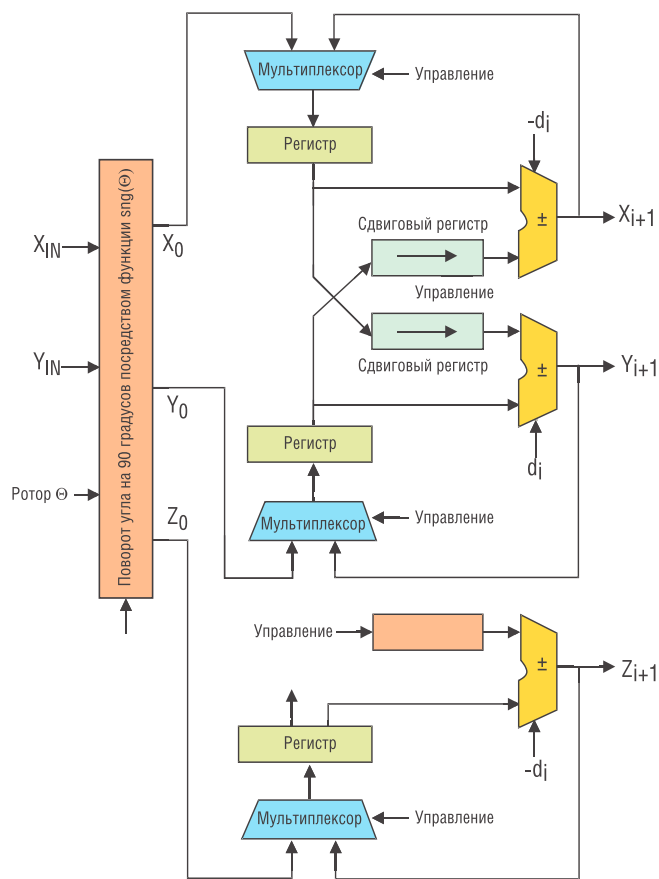 Мультиплексор
Управление
Регистр
-di
Сдвиговый регистр
±
Xi+1
Управление
Сдвиговый регистр
±
Yi+1
di
Регистр
Мультиплексор
Управление
XIN
YIN
Ротор Θ
Поворот угла на 90 градусов посредством функции sng(Θ)
X0
Y0
Z0
Управление
±
Zi+1
-di
Регистр
Мультиплексор
Управление